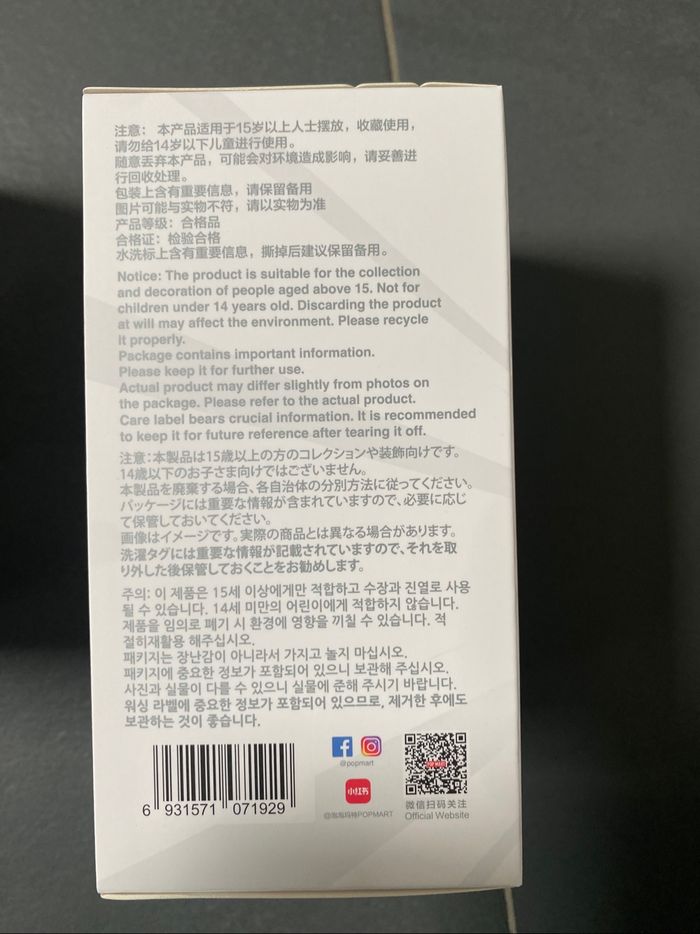 注意： 本产品适用于15岁以上人士摆放，收藏使用，
请勿给14岁以下儿童进行使用。
随意丢弃本产品，可能会对环境造成影响，请妥善进
行回收处理。
包装上含有重要信息，请保留备用
图片可能与实物不符，请以实物为准
产品等级：合格品
合格证：检验合格
水洗标上含有重要信息，撕掉后建议保留备用。
Notice: The product is suitable for the collection
and decoration of people aged above 15. Not for
children under 14 years old. Discarding the product
at will may affect the environment. Please recycle
it properly.
Package contains important information.
Please keep it for further use.
Actual product may differ slightly from photos on
the package. Please refer to the actual product.
Care label bears crucial information. It is recommended
to keep it for future reference after tearing it off.
注意:本製品は15歳以上の方のコレクションや装飾向けです。
14歳以下のお子さま向けではございません。
本製品を廃棄する場合、各自治体の分別方法に従ってください。
パッケージには重要な情報が含まれていますので、必要に応じ
て保管しておいてください。
画像はイメージです。実際の商品とは異なる場合があります。
洗濯タグには重要な情報が記載されていますので、それを取
り外した後保管しておくことをお勧めします。
주의: 이 제품은 15세 이상에게만 적합하고 수장과 진열로 사용
될 수 있습니다. 14세 미만의 어린이에게 적합하지 않습니다.
제품을 임의로 폐기 시 환경에 영향을 끼칠 수 있습니다. 적
절히재활용 해주십시오.
패키지는 장난감이 아니라서 가지고 놀지 마십시오.
패키지에 중요한 정보가 포함되어 있으니 보관해 주십시오.
사진과 실물이 다를 수 있으니 실물에 준해 주시기 바랍니다.
워싱 라벨에 중요한 정보가 포함되어 있으므로, 제거한 후에도
보관하는 것이 좋습니다.
6 931571 071929
@popmart
小红书
@泡泡玛特POPMART
POP MART
微信扫码关注
Official Website